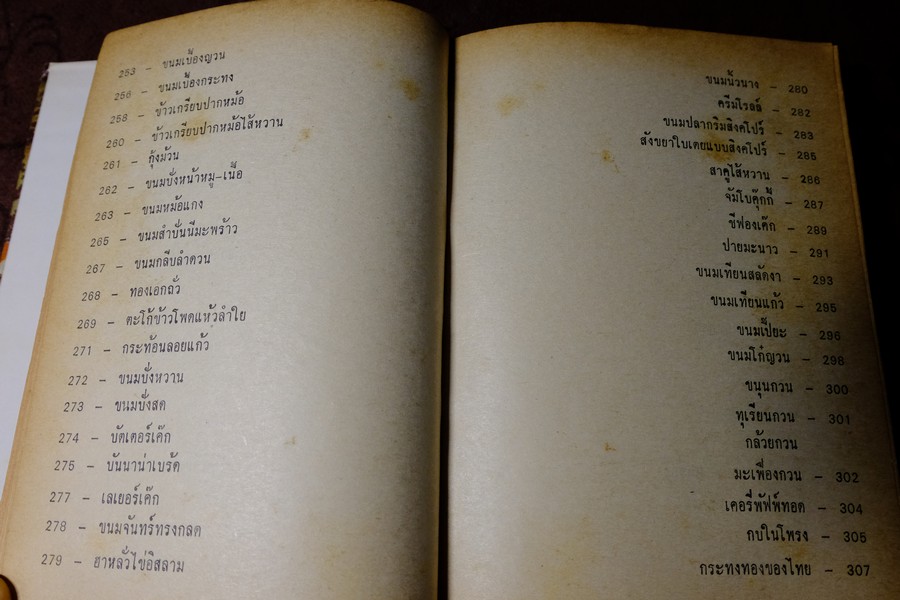 253 – ขนมเบื้องญวน
256 – ขนมเบื้องกระทง
258 – ข้าวเกรียบปากหม้อ
260 – ข้าวเกรียบปากหม้อไส้หวาน
261 – กุ้งม้วน
262 – ขนมบั่งหน้าหมู-เนื้อ
263 – ขนมหม้อแกง
265 – ขนมสำบั่นนีมะพร้าว
267 – ขนมกลีบลำดวน
268 – ทองเอกถั่ว
269 – ตะโก้ข้าวโพดแห้วลำใย
271 – กระท้อนลอยแก้ว
272 – ขนมบั่งหวาน
273 – ขนมบั่งสด
274 – บัตเตอร์เค๊ก
275 – บันนาน่าเบรัด
277 – เลเยอร์เค๊ก
278 – ขนมจันทร์ทรงกลด
279 – ฮาหลั่วไข่อิสลาม
ขนมนิ้วนาง – 280
ครีมโรลล์ – 282
ขนมปลากริมสิงคโปร์ – 283
สังขยาใบเตยแบบสิงคโปร์ – 285
สาคูไส้หวาน – 286
จัมโบคุ๊กกี้ – 287
ชีฟองเค๊ก – 289
ปายมะนาว – 291
ขนมเทียนสลัดงา – 293
ขนมเทียนแก้ว – 295
ขนมเปี๊ยะ – 296
ขนมโก๋ญวน – 298
ขนุนกวน – 300
ทุเรียนกวน – 301
กล้วยกวน
มะเฟืองกวน – 302
เคอรี่พัฟพ์ทอด – 304
กบในโพรง – 305
กระทงทองของไทย – 307